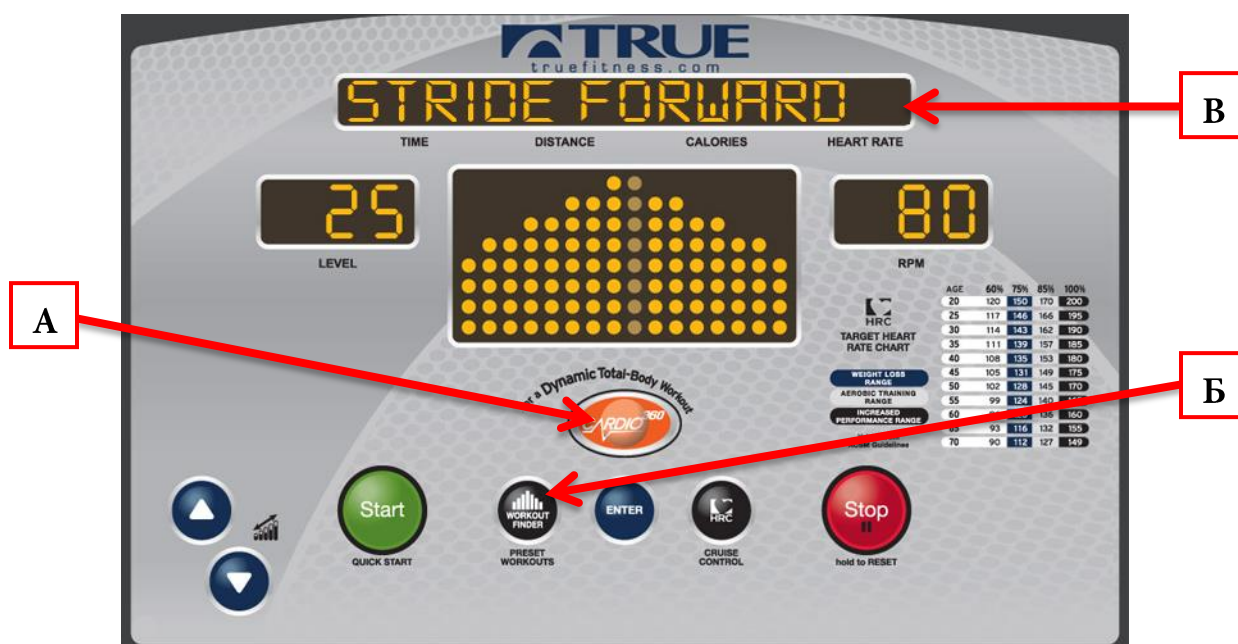 TRUE
truefitness.com
STRIDE FORWARD
В
TIME DISTANCE CALORIES HEART RATE
25
80
LEVEL
RPM
А
HRC
TARGET HEART
RATE CHART
WEIGHT LOSS
RANGE
AEROBIC TRAINING
RANGE
INCREASED
PERFORMANCE RANGE
Guidelines
AGE 60% 75% 85% 100%
20 120 150 170 200
25 117 146 166 195
30 114 143 162 190
35 111 139 157 185
40 108 135 153 180
45 105 131 149 175
50 102 128 145 170
55 99 124 140
60 136 160
93 116 132 155
70 90 112 127 149
Б
a Dynamic Total-Body Workout
CARDIO 360
Start
QUICK START
WORKOUT
FINDER
PRESET
WORKOUTS
ENTER
HRC
CRUISE
CONTROL
Stop
hold to RESET